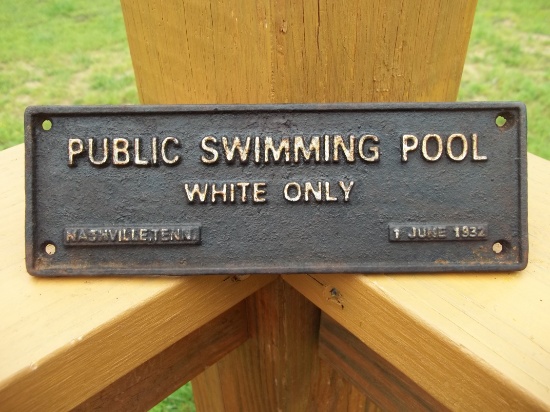 PUBLIC SWIMMING POOL
WHITE ONLY
NASHVILLE, TENN.
1 JUNE 1932